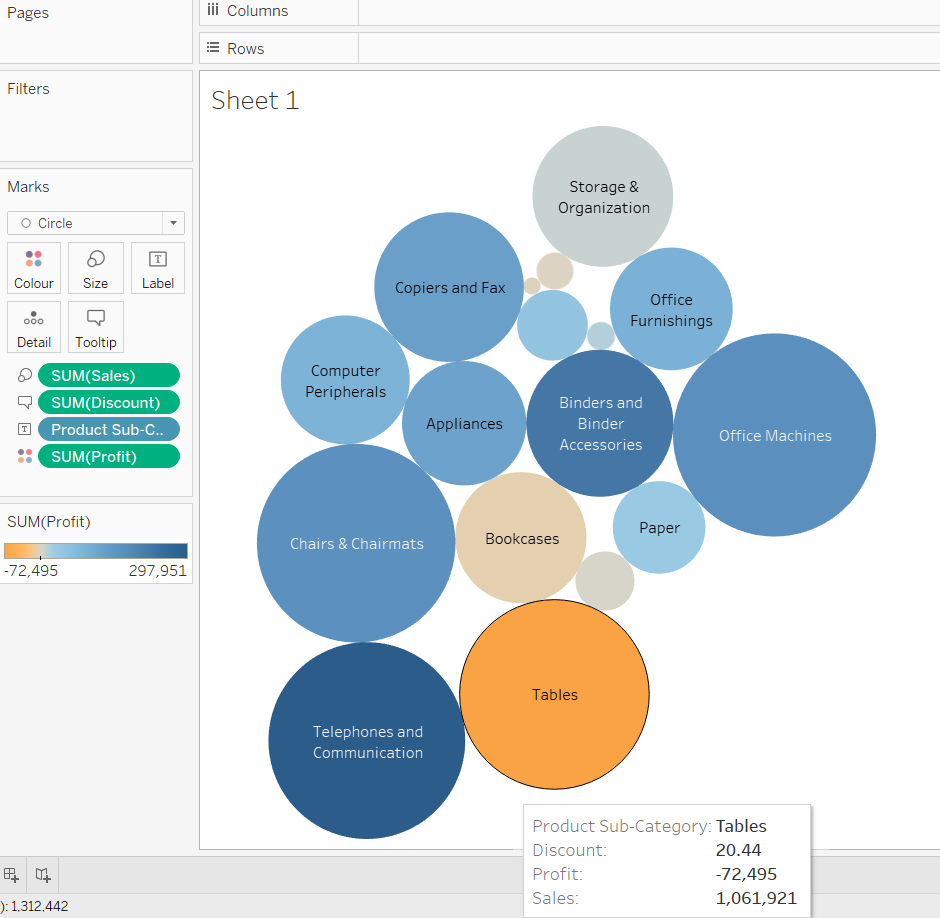 Pages
Columns
Rows
Filters
Sheet 1
Marks
Circle
Colour
Size
Label
Detail
Tooltip
SUM(Sales)
SUM(Discount)
Product Sub-C..
SUM(Profit)
SUM(Profit)
-72,495
297,951
Storage &
Organization
Copiers and Fax
Office
Furnishings
Computer
Peripherals
Appliances
Binders and
Binder
Accessories
Office Machines
Chairs & Chairmats
Bookcases
Paper
Tables
Telephones and
Communication
Product Sub-Category: Tables
Discount: 20.44
Profit: -72,495
Sales: 1,061,921
): 1,312,442